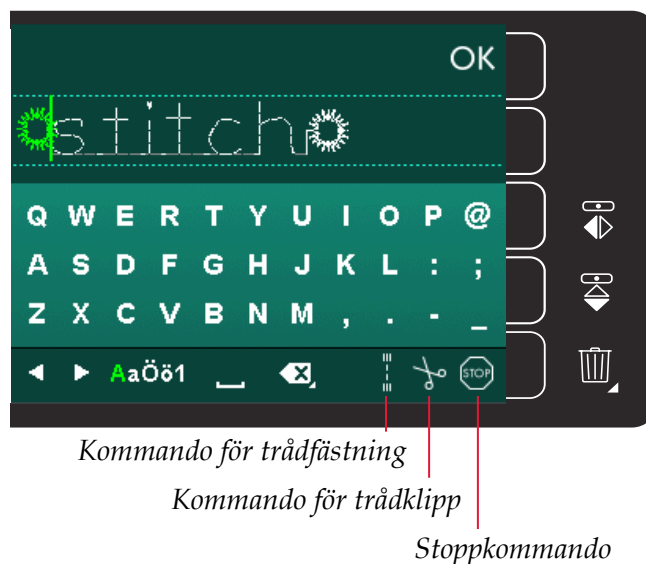 OK
stitch
Q W E R T Y U I O P @
A S D F G H J K L : ;
Z X C V B N M , . - _
AaÖö1 STOP
Kommando för trådfästning
Kommando för trådklipp
Stoppkommando